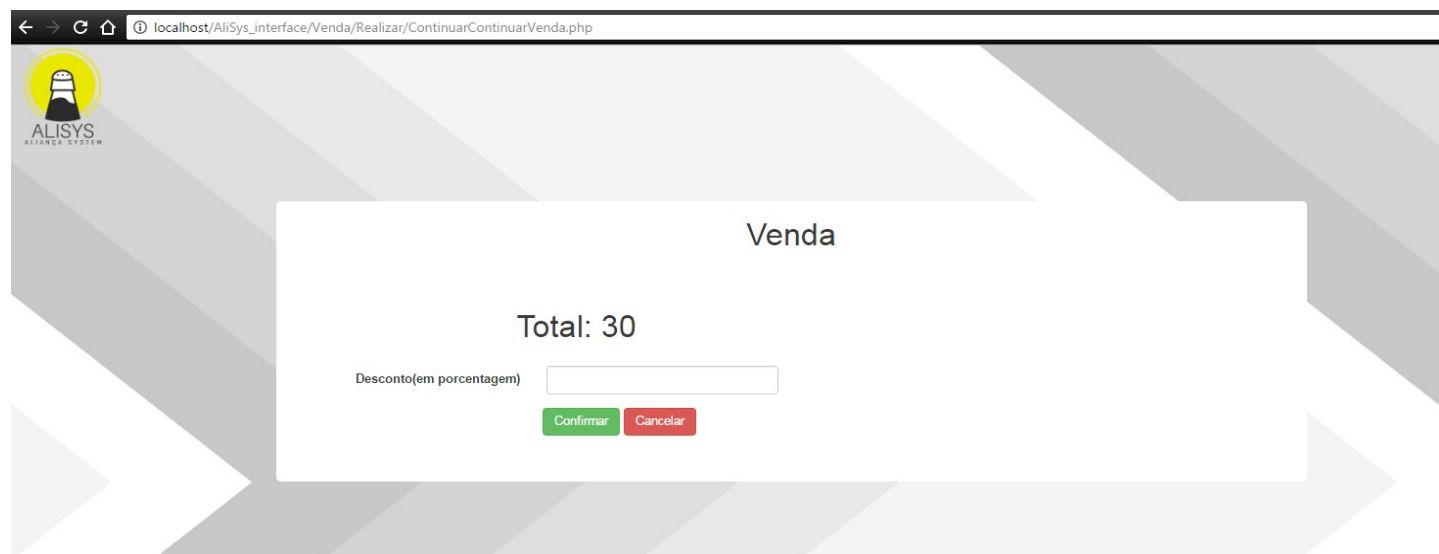 localhost/AliSys_interface/Venda/Realizar/ContinuarContinuarVenda.php
ALISYS
ALIANÇA SYSTEM
Venda
Total: 30
Desconto(em porcentagem)
Confirmar Cancelar